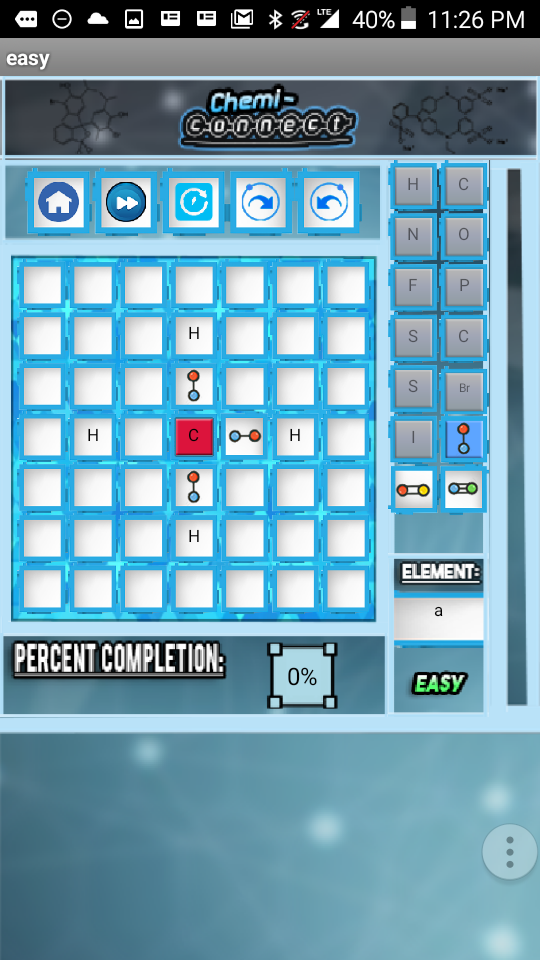 LTE 40% 11:26 PM
easy
Chemi-
connect
H C
N O
F P
S C
S Br
I
H
H C H
H
ELEMENT:
a
PERCENT COMPLETION:
0%
EASY